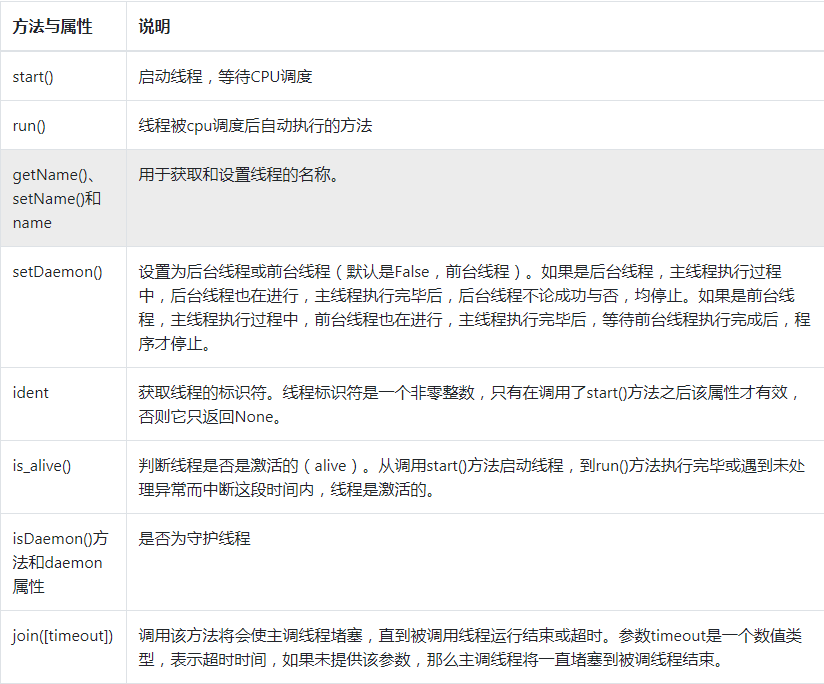 方法与属性 说明
start() 启动线程，等待CPU调度
run() 线程被cpu调度后自动执行的方法
getName()、 用于获取和设置线程的名称。
setName()和
name
setDaemon() 设置为后台线程或前台线程（默认是False，前台线程）。如果是后台线程，主线程执行过程
中，后台线程也在进行，主线程执行完毕后，后台线程不论成功与否，均停止。如果是前台线
程，主线程执行过程中，前台线程也在进行，主线程执行完毕后，等待前台线程执行完成后，程
序才停止。
ident 获取线程的标识符。线程标识符是一个非零整数，只有在调用了start()方法之后该属性才有效，
否则它只返回None。
is_alive() 判断线程是否是激活的（alive）。从调用start()方法启动线程，到run()方法执行完毕或遇到未处
理异常而中断这段时间内，线程是激活的。
isDaemon()方 是否为守护线程
法和daemon
属性
join([timeout]) 调用该方法将会使主调线程堵塞，直到被调用线程运行结束或超时。参数timeout是一个数值类
型，表示超时时间，如果未提供该参数，那么主调线程将一直堵塞到被调线程结束。